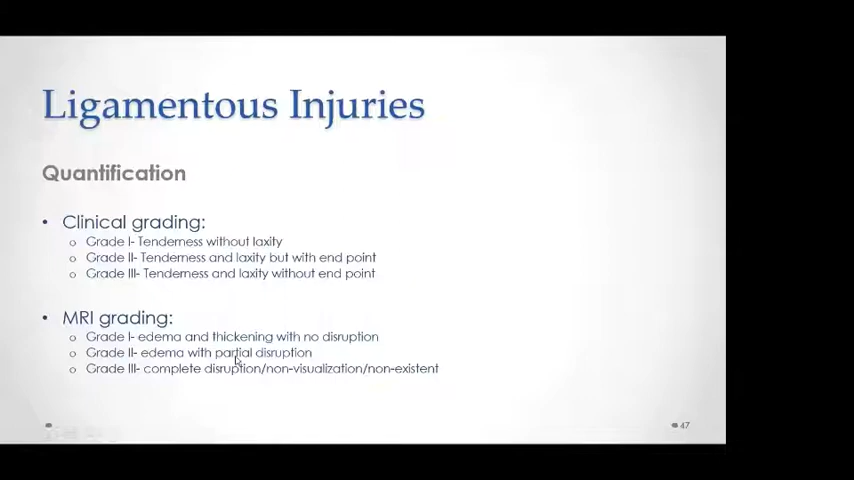 Ligamentous Injuries
Quantification
• Clinical grading:
o Grade I- Tenderness without laxity
o Grade II- Tenderness and laxity but with end point
o Grade III- Tenderness and laxity without end point
• MRI grading:
o Grade I- edema and thickening with no disruption
o Grade II- edema with partial disruption
o Grade III- complete disruption/non-visualization/non-existent
47